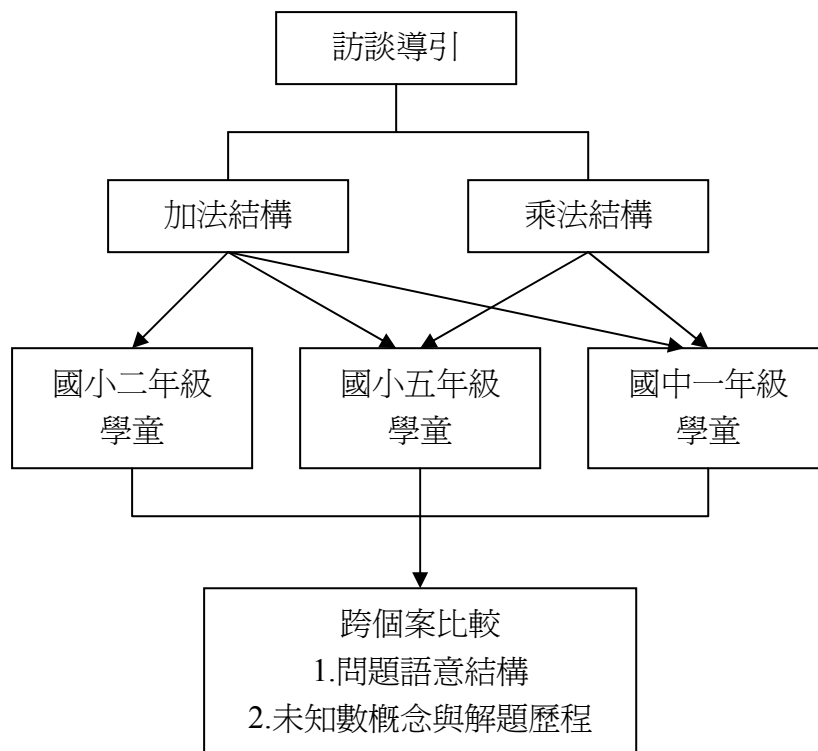 訪談導引
加法結構
乘法結構
國小二年級
學童
國小五年級
學童
國中一年級
學童
跨個案比較
1.問題語意結構
2.未知數概念與解題歷程